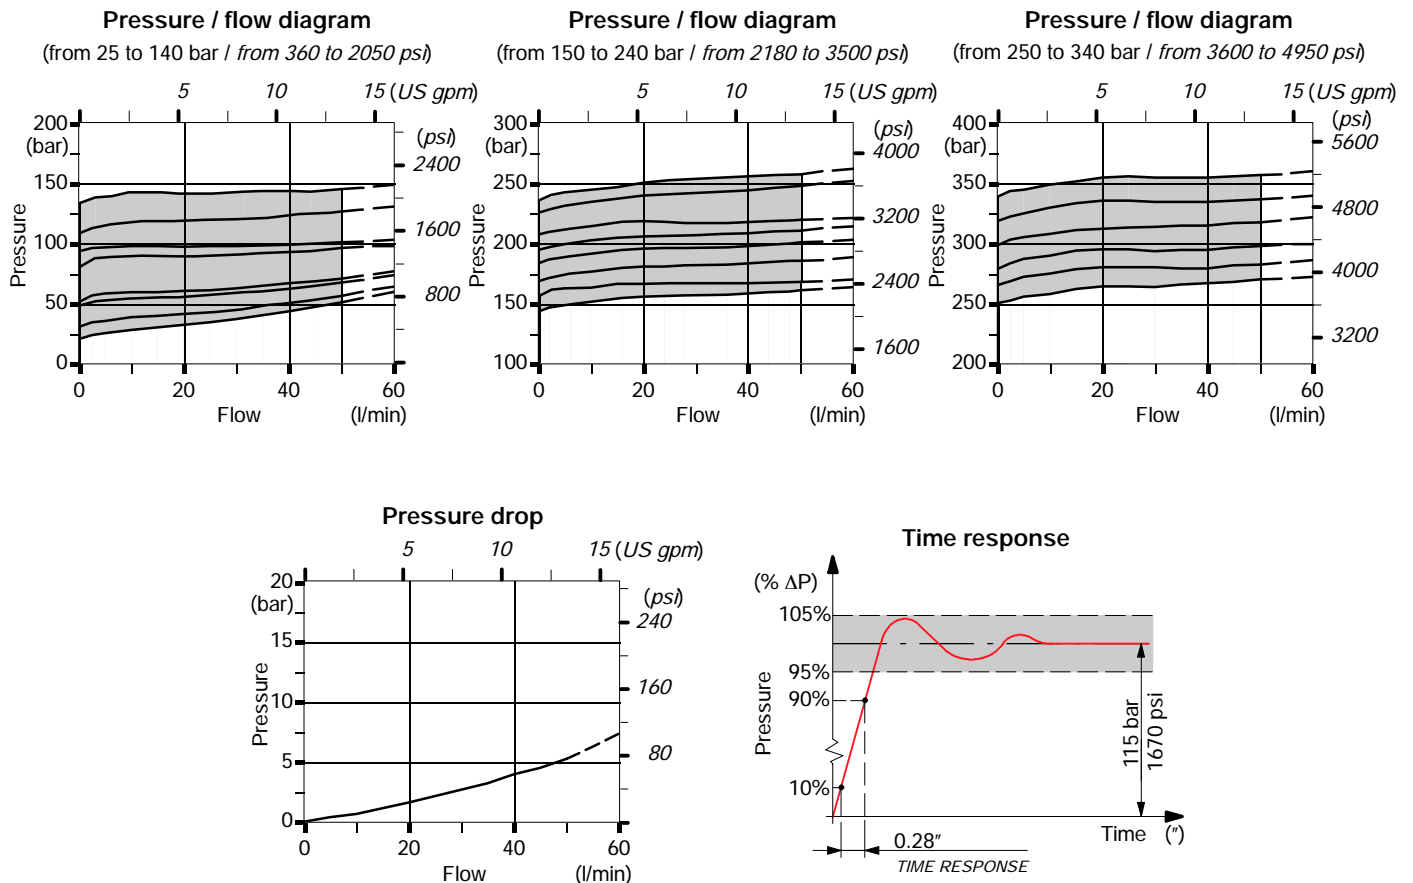 Pressure / flow diagram
(from 25 to 140 bar / from 360 to 2050 psi)
5 10 15 (US gpm)
200
(bar)
150
100
50
0
Pressure
(psi)
2400
1600
800
0 20 40 60
Flow (l/min)
Pressure / flow diagram
(from 150 to 240 bar / from 2180 to 3500 psi)
5 10 15 (US gpm)
300
(bar)
250
200
150
100
Pressure
(psi)
4000
3200
2400
1600
0 20 40 60
Flow (l/min)
Pressure / flow diagram
(from 250 to 340 bar / from 3600 to 4950 psi)
5 10 15 (US gpm)
400
(bar)
350
300
250
200
Pressure
(psi)
5600
4800
4000
3200
0 20 40 60
Flow (l/min)
Pressure drop
5 10 15 (US gpm)
20
(bar)
15
10
5
0
Pressure
(psi)
240
160
80
0 20 40 60
Flow (l/min)
Time response
(% ΔP)
105%
95%
90%
10%
Pressure
115 bar
1670 psi
Time (″)
0.28″
TIME RESPONSE